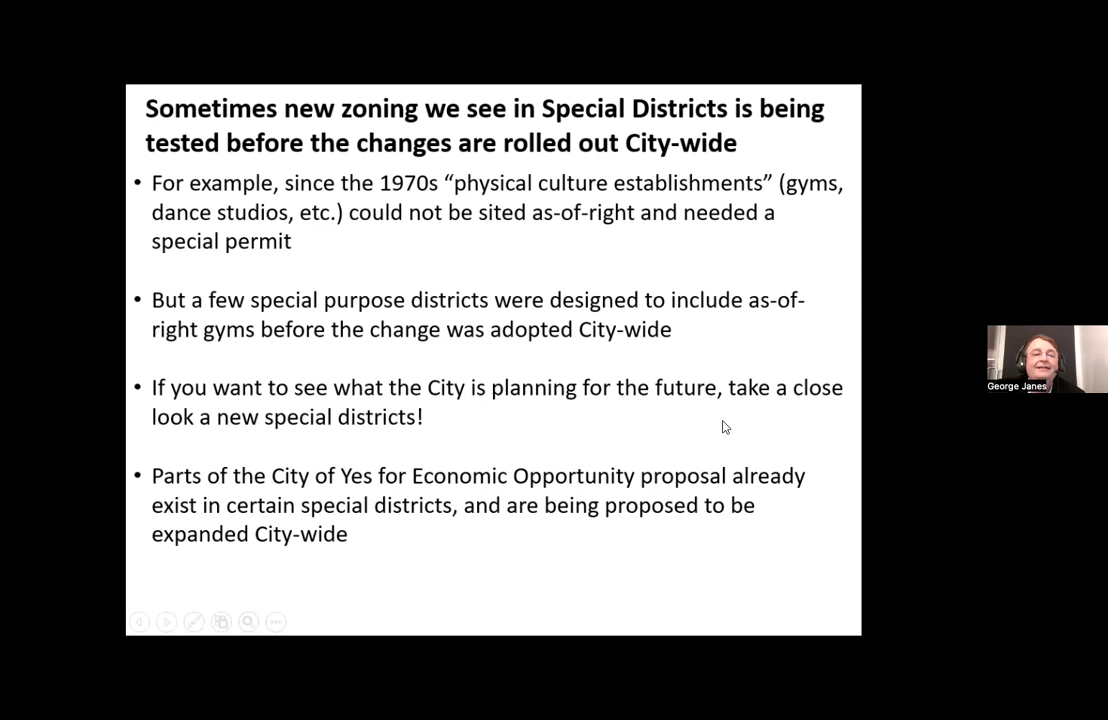 Sometimes new zoning we see in Special Districts is being
tested before the changes are rolled out City-wide
• For example, since the 1970s “physical culture establishments” (gyms,
dance studios, etc.) could not be sited as-of-right and needed a
special permit
• But a few special purpose districts were designed to include as-of-
right gyms before the change was adopted City-wide
• If you want to see what the City is planning for the future, take a close
look a new special districts!
• Parts of the City of Yes for Economic Opportunity proposal already
exist in certain special districts, and are being proposed to be
expanded City-wide
George Janes